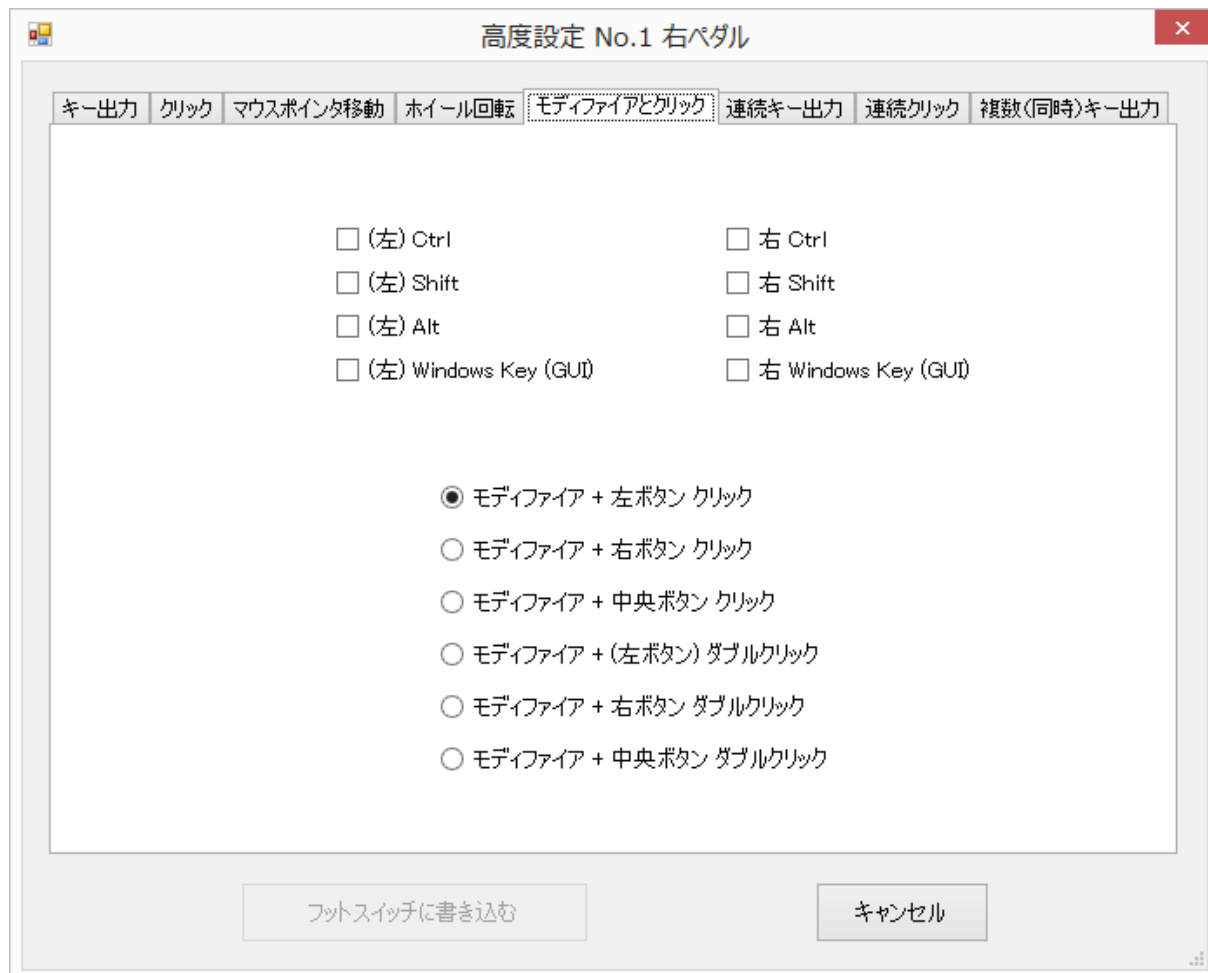 高度設定 No.1 右ペダル
キー出力 クリック マウスポインタ移動 ホイール回転 モディファイアとクリック 連続キー出力 連続クリック 複数(同時)キー出力
(左) Ctrl 右 Ctrl
(左) Shift 右 Shift
(左) Alt 右 Alt
(左) Windows Key (GUI) 右 Windows Key (GUI)
モディファイア + 左ボタン クリック
モディファイア + 右ボタン クリック
モディファイア + 中央ボタン クリック
モディファイア + (左ボタン) ダブルクリック
モディファイア + 右ボタン ダブルクリック
モディファイア + 中央ボタン ダブルクリック
フットスイッチに書き込む キャンセル